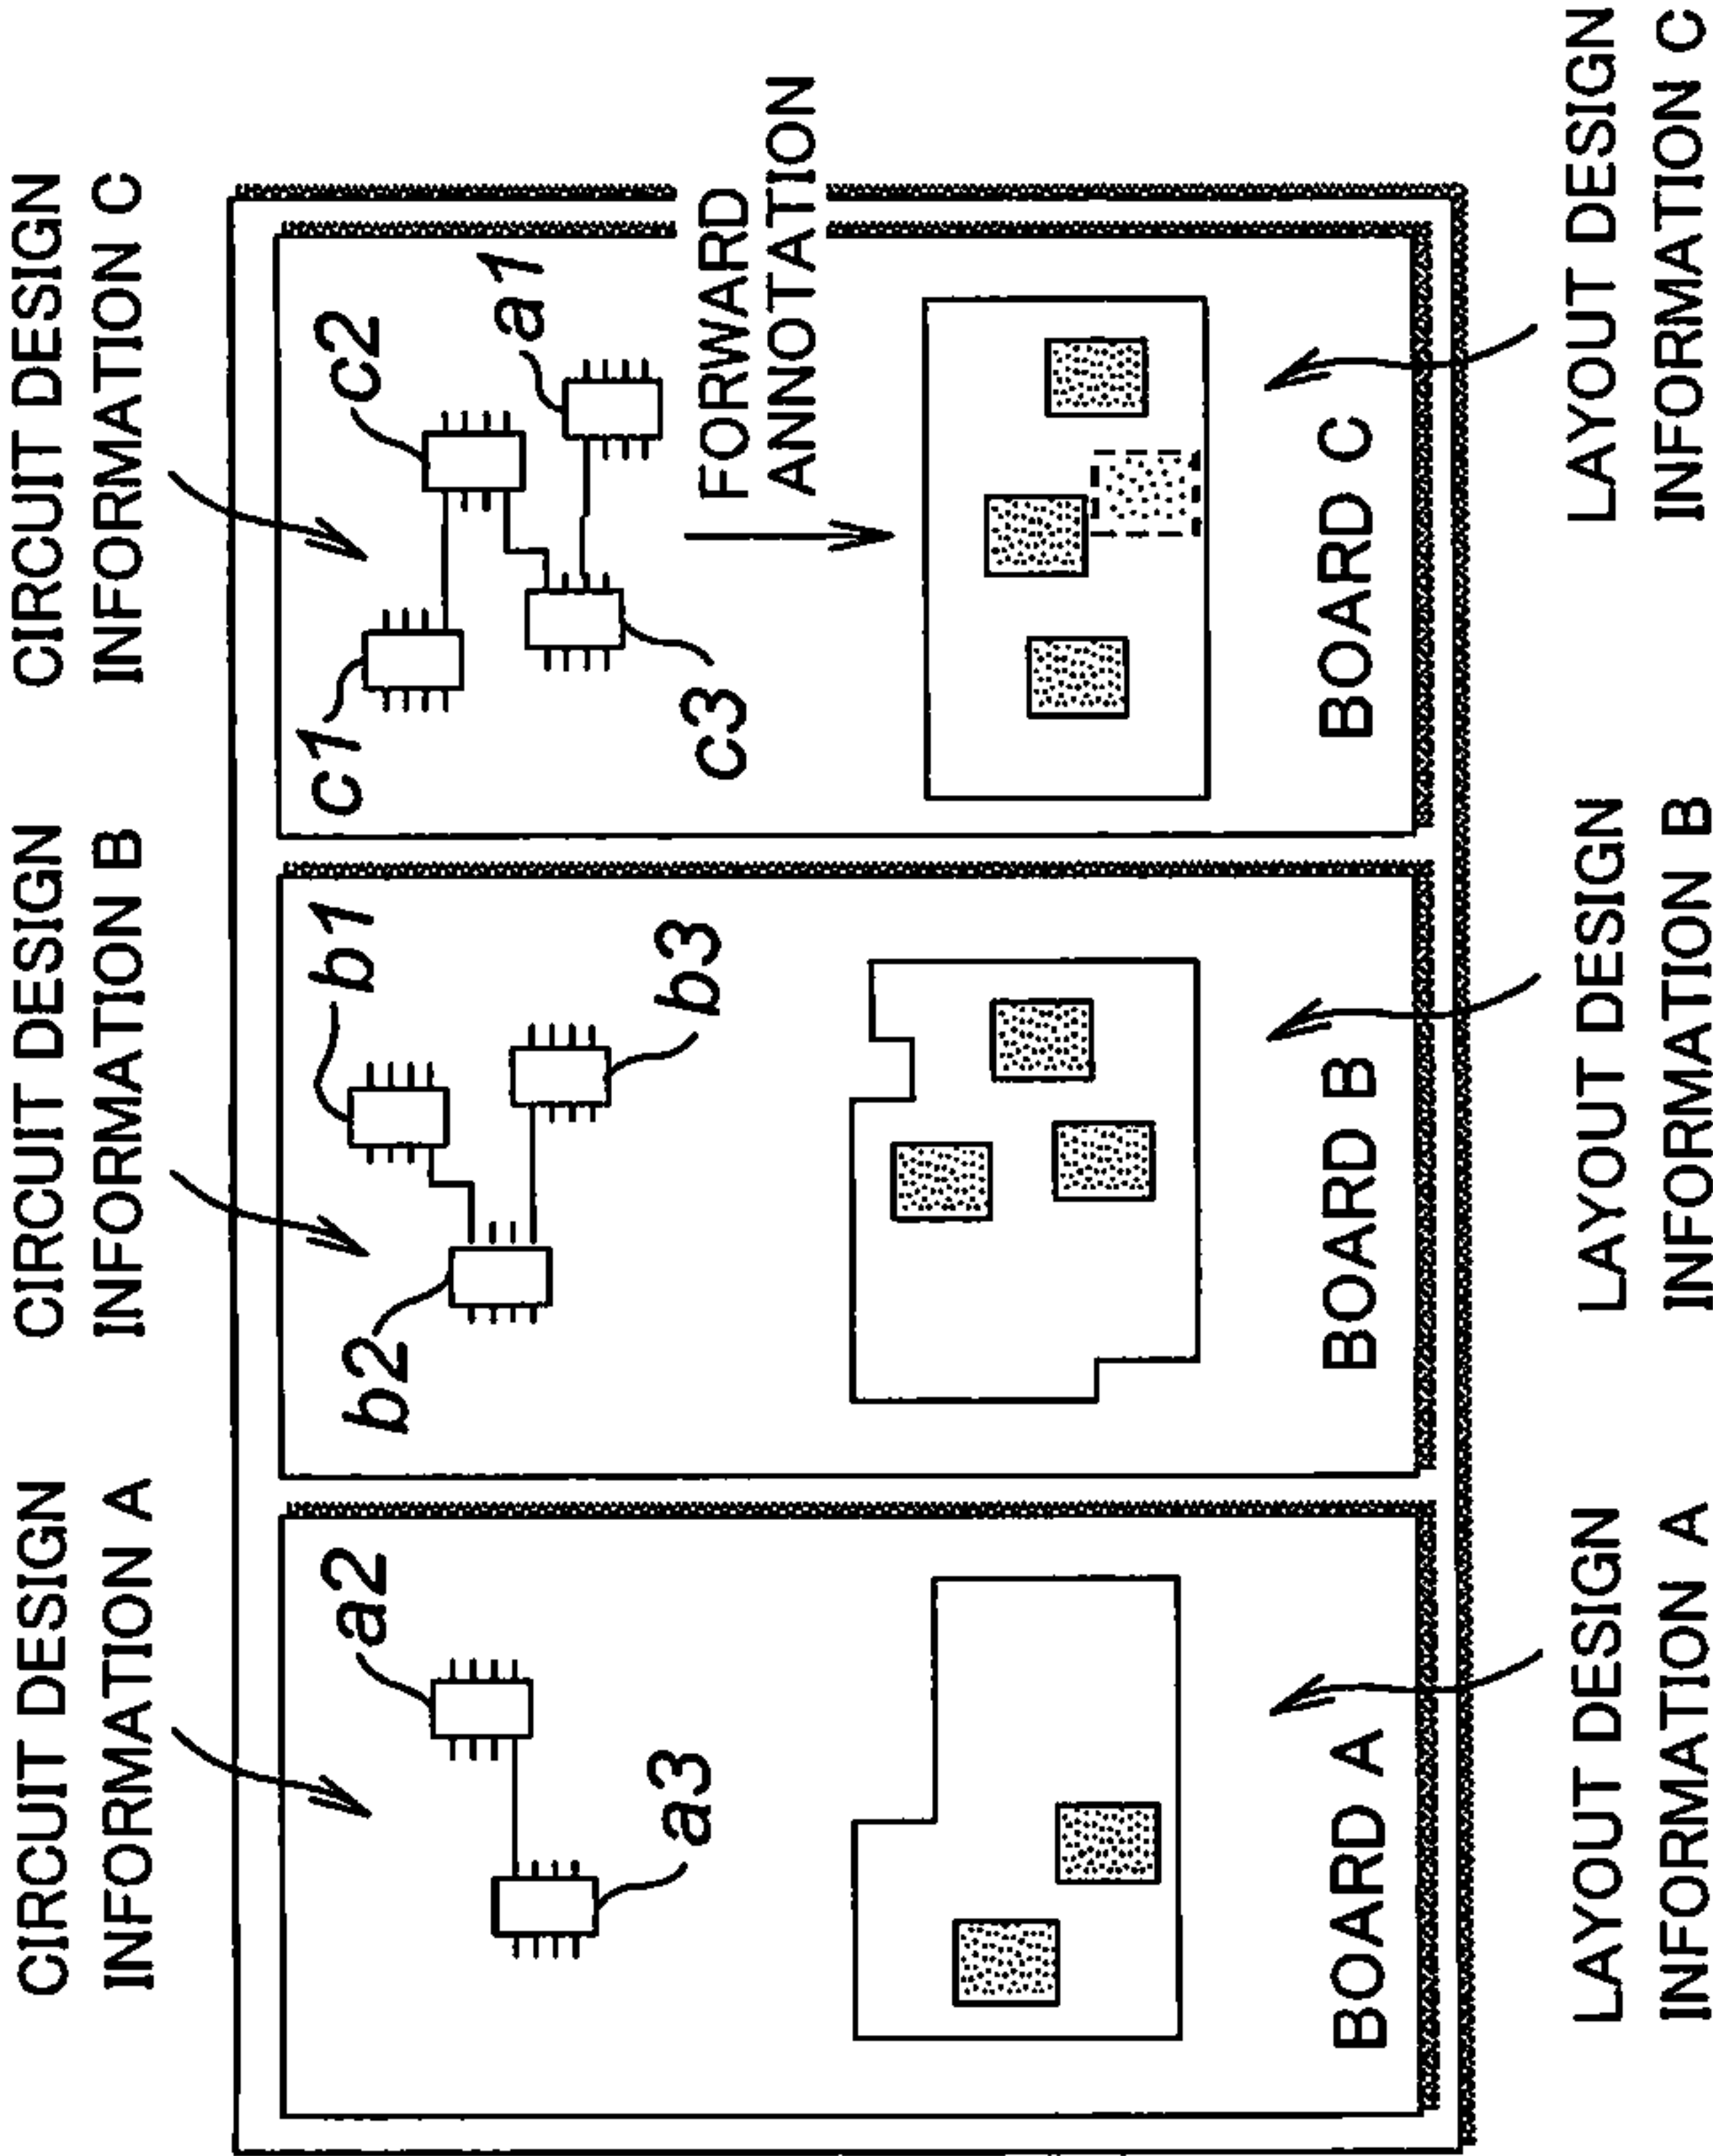 CIRCUIT DESIGN
INFORMATION A
CIRCUIT DESIGN
INFORMATION B
CIRCUIT DESIGN
INFORMATION C
a2
a3
b1
b2
b3
c1
c2
a1
c3
FORWARD
ANNOTATION
BOARD A
BOARD B
BOARD C
LAYOUT DESIGN
INFORMATION A
LAYOUT DESIGN
INFORMATION B
LAYOUT DESIGN
INFORMATION C